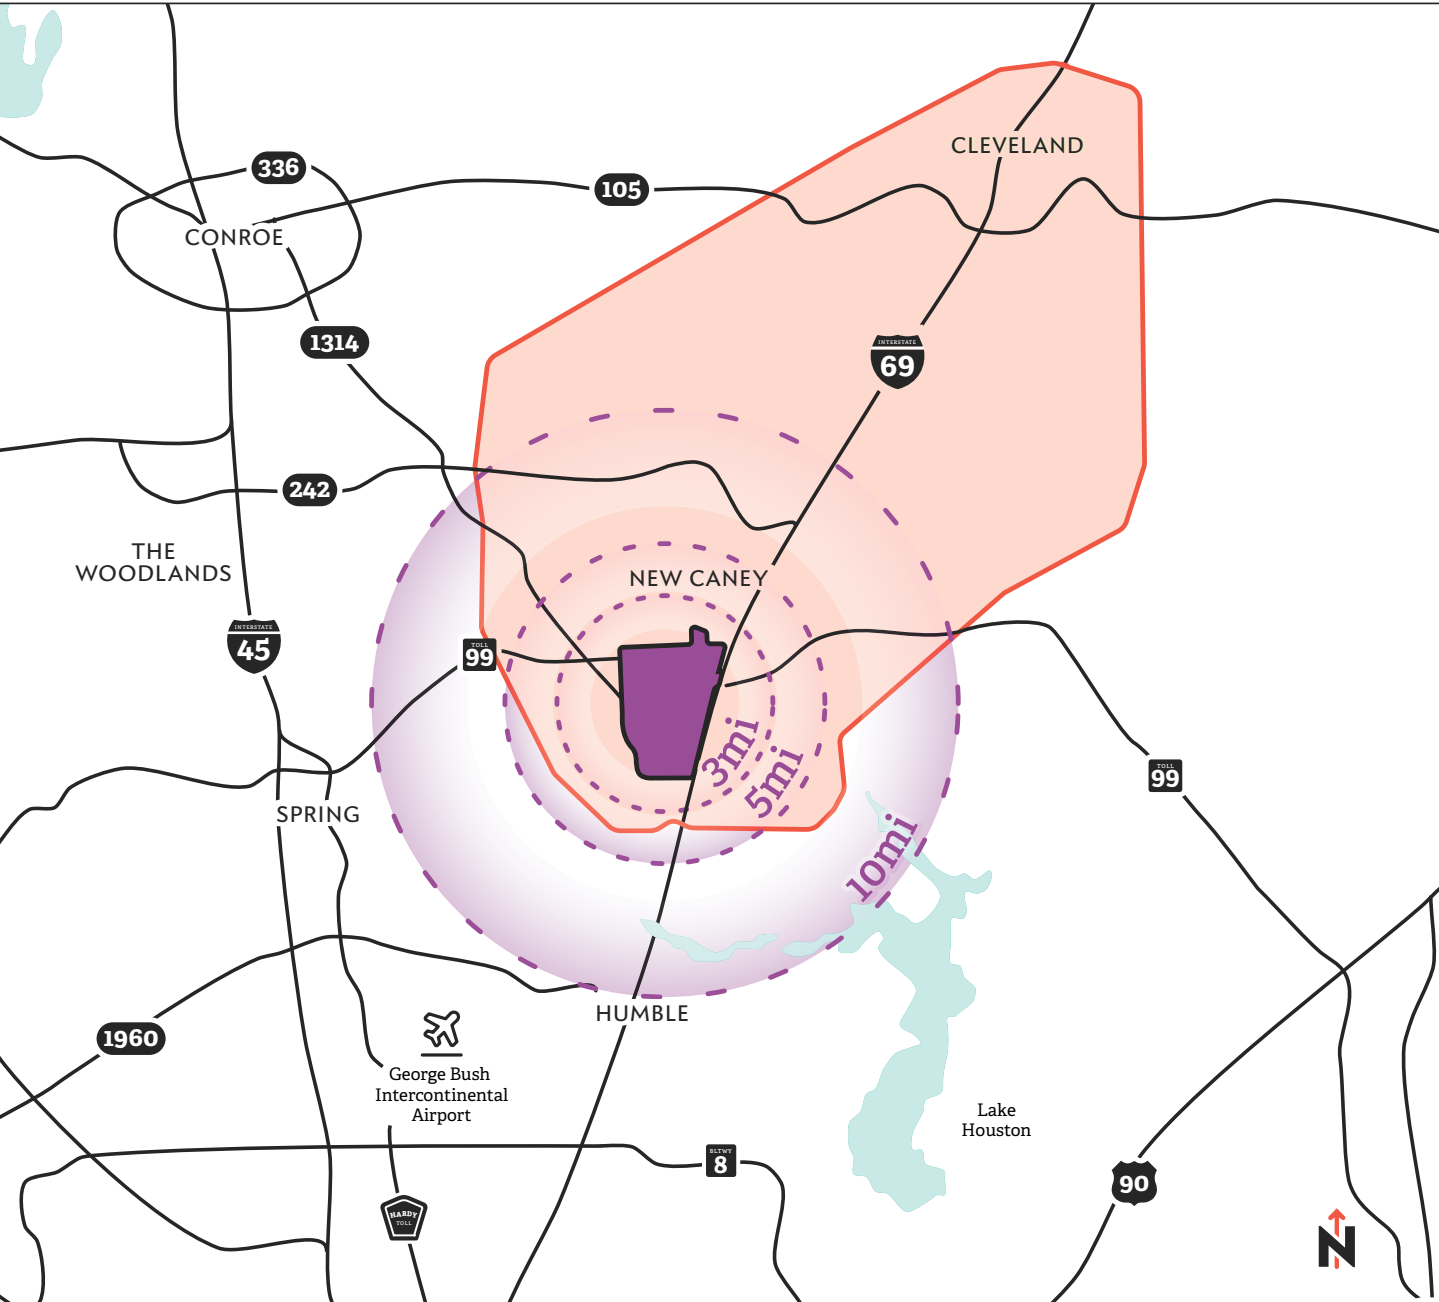 CLEVELAND
336
105
CONROE
1314
INTERSTATE
69
242
THE
WOODLANDS
NEW CANEY
INTERSTATE
45
TOLL
99
3mi
5mi
10mi
TOLL
99
SPRING
HUMBLE
1960
George Bush
Intercontinental
Airport
Lake
Houston
BLTWY
8
90
HARDY
TOLL
N